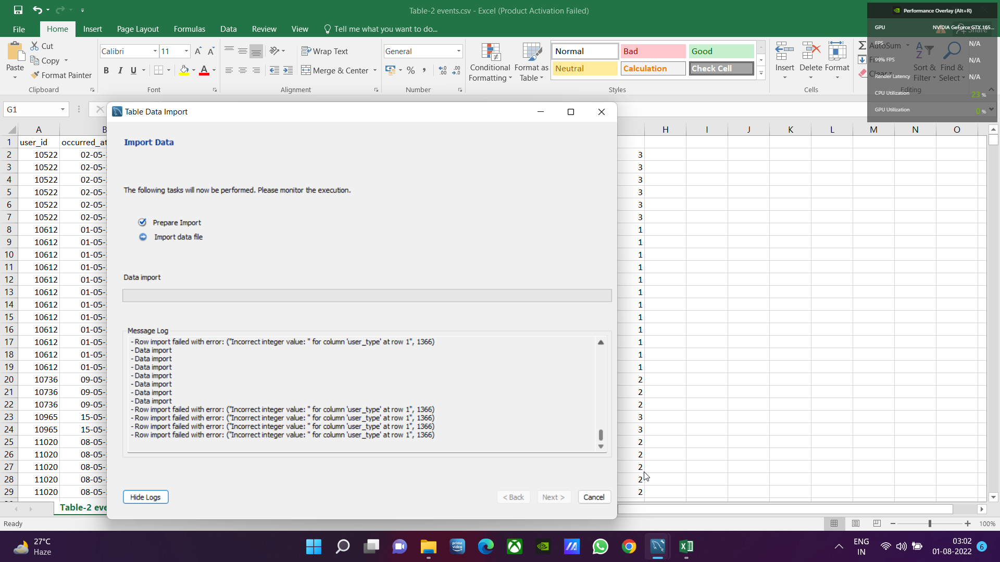 Table-2 events.csv - Excel (Product Activation Failed)
Performance Overlay (Alt+R)
File Home Insert Page Layout Formulas Data Review View Tell me what you want to do...
Share
GPU NVIDIA GeForce GTX 165...
FPS N/A
99% FPS N/A
Render Latency N/A
CPU Utilization 23 %
GPU Utilization 0 %
Paste
Cut
Copy
Format Painter
Clipboard
Calibri 11
B I U
Font
Wrap Text
Merge & Center
Alignment
General
% ,
Number
Conditional Formatting
Format as Table
Normal Bad Good
Neutral Calculation Check Cell
Styles
Insert Delete Format
Cells
AutoSum
Clear
Sort & Filter
Find & Select
Editing
G1
A B H I J K L M N O
1 user_id occurred_at
2 10522 02-05- 3
3 10522 02-05- 3
4 10522 02-05- 3
5 10522 02-05- 3
6 10522 02-05- 3
7 10522 02-05- 3
8 10612 01-05- 1
9 10612 01-05- 1
10 10612 01-05- 1
11 10612 01-05- 1
12 10612 01-05- 1
13 10612 01-05- 1
14 10612 01-05- 1
15 10612 01-05- 1
16 10612 01-05- 1
17 10612 01-05- 1
18 10612 01-05- 1
19 10612 01-05- 1
20 10736 09-05- 2
21 10736 09-05- 2
22 10736 09-05- 2
23 10965 15-05- 3
24 10965 15-05- 3
25 11020 08-05- 2
26 11020 08-05- 2
27 11020 08-05- 2
28 11020 08-05- 2
29 11020 08-05- 2
Table Data Import
Import Data
The following tasks will now be performed. Please monitor the execution.
Prepare Import
Import data file
Data import
Message Log
- Row import failed with error: ("Incorrect integer value: '' for column 'user_type' at row 1", 1366)
- Data import
- Data import
- Data import
- Data import
- Data import
- Data import
- Data import
- Row import failed with error: ("Incorrect integer value: '' for column 'user_type' at row 1", 1366)
- Row import failed with error: ("Incorrect integer value: '' for column 'user_type' at row 1", 1366)
- Row import failed with error: ("Incorrect integer value: '' for column 'user_type' at row 1", 1366)
- Row import failed with error: ("Incorrect integer value: '' for column 'user_type' at row 1", 1366)
Hide Logs < Back Next > Cancel
Table-2 eve
Ready 100%
27°C
Haze
prime video
ENG
IN
03:02
01-08-2022
6